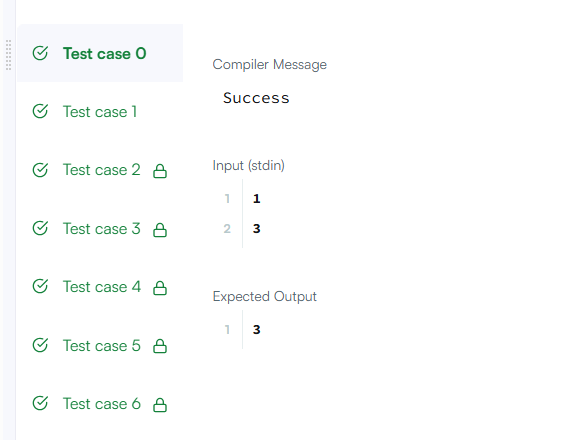 Test case 0
Test case 1
Test case 2
Test case 3
Test case 4
Test case 5
Test case 6
Compiler Message
Success
Input (stdin)
1 1
2 3
Expected Output
1 3